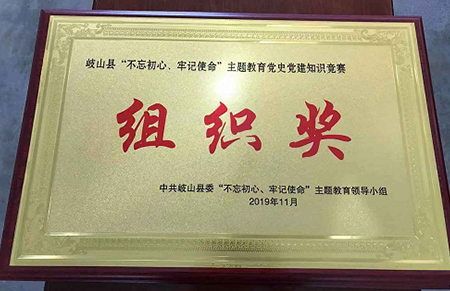 岐山县“不忘初心、牢记使命”主题教育党史党建知识竞赛
组织奖
中共岐山县委“不忘初心、牢记使命”主题教育领导小组
2019年11月